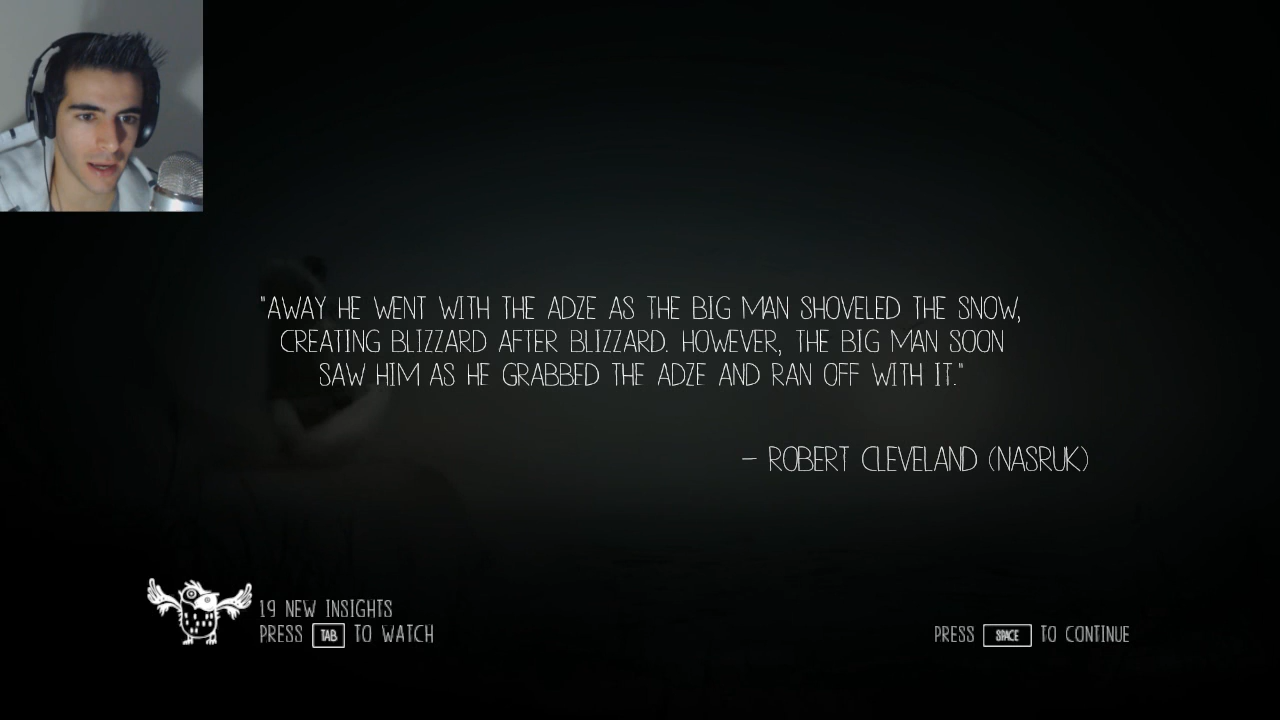 "AWAY HE WENT WITH THE ADZE AS THE BIG MAN SHOVELED THE SNOW,
CREATING BLIZZARD AFTER BLIZZARD. HOWEVER, THE BIG MAN SOON
SAW HIM AS HE GRABBED THE ADZE AND RAN OFF WITH IT."
– ROBERT CLEVELAND (NASRUK)
19 NEW INSIGHTS
PRESS TAB TO WATCH
PRESS SPACE TO CONTINUE